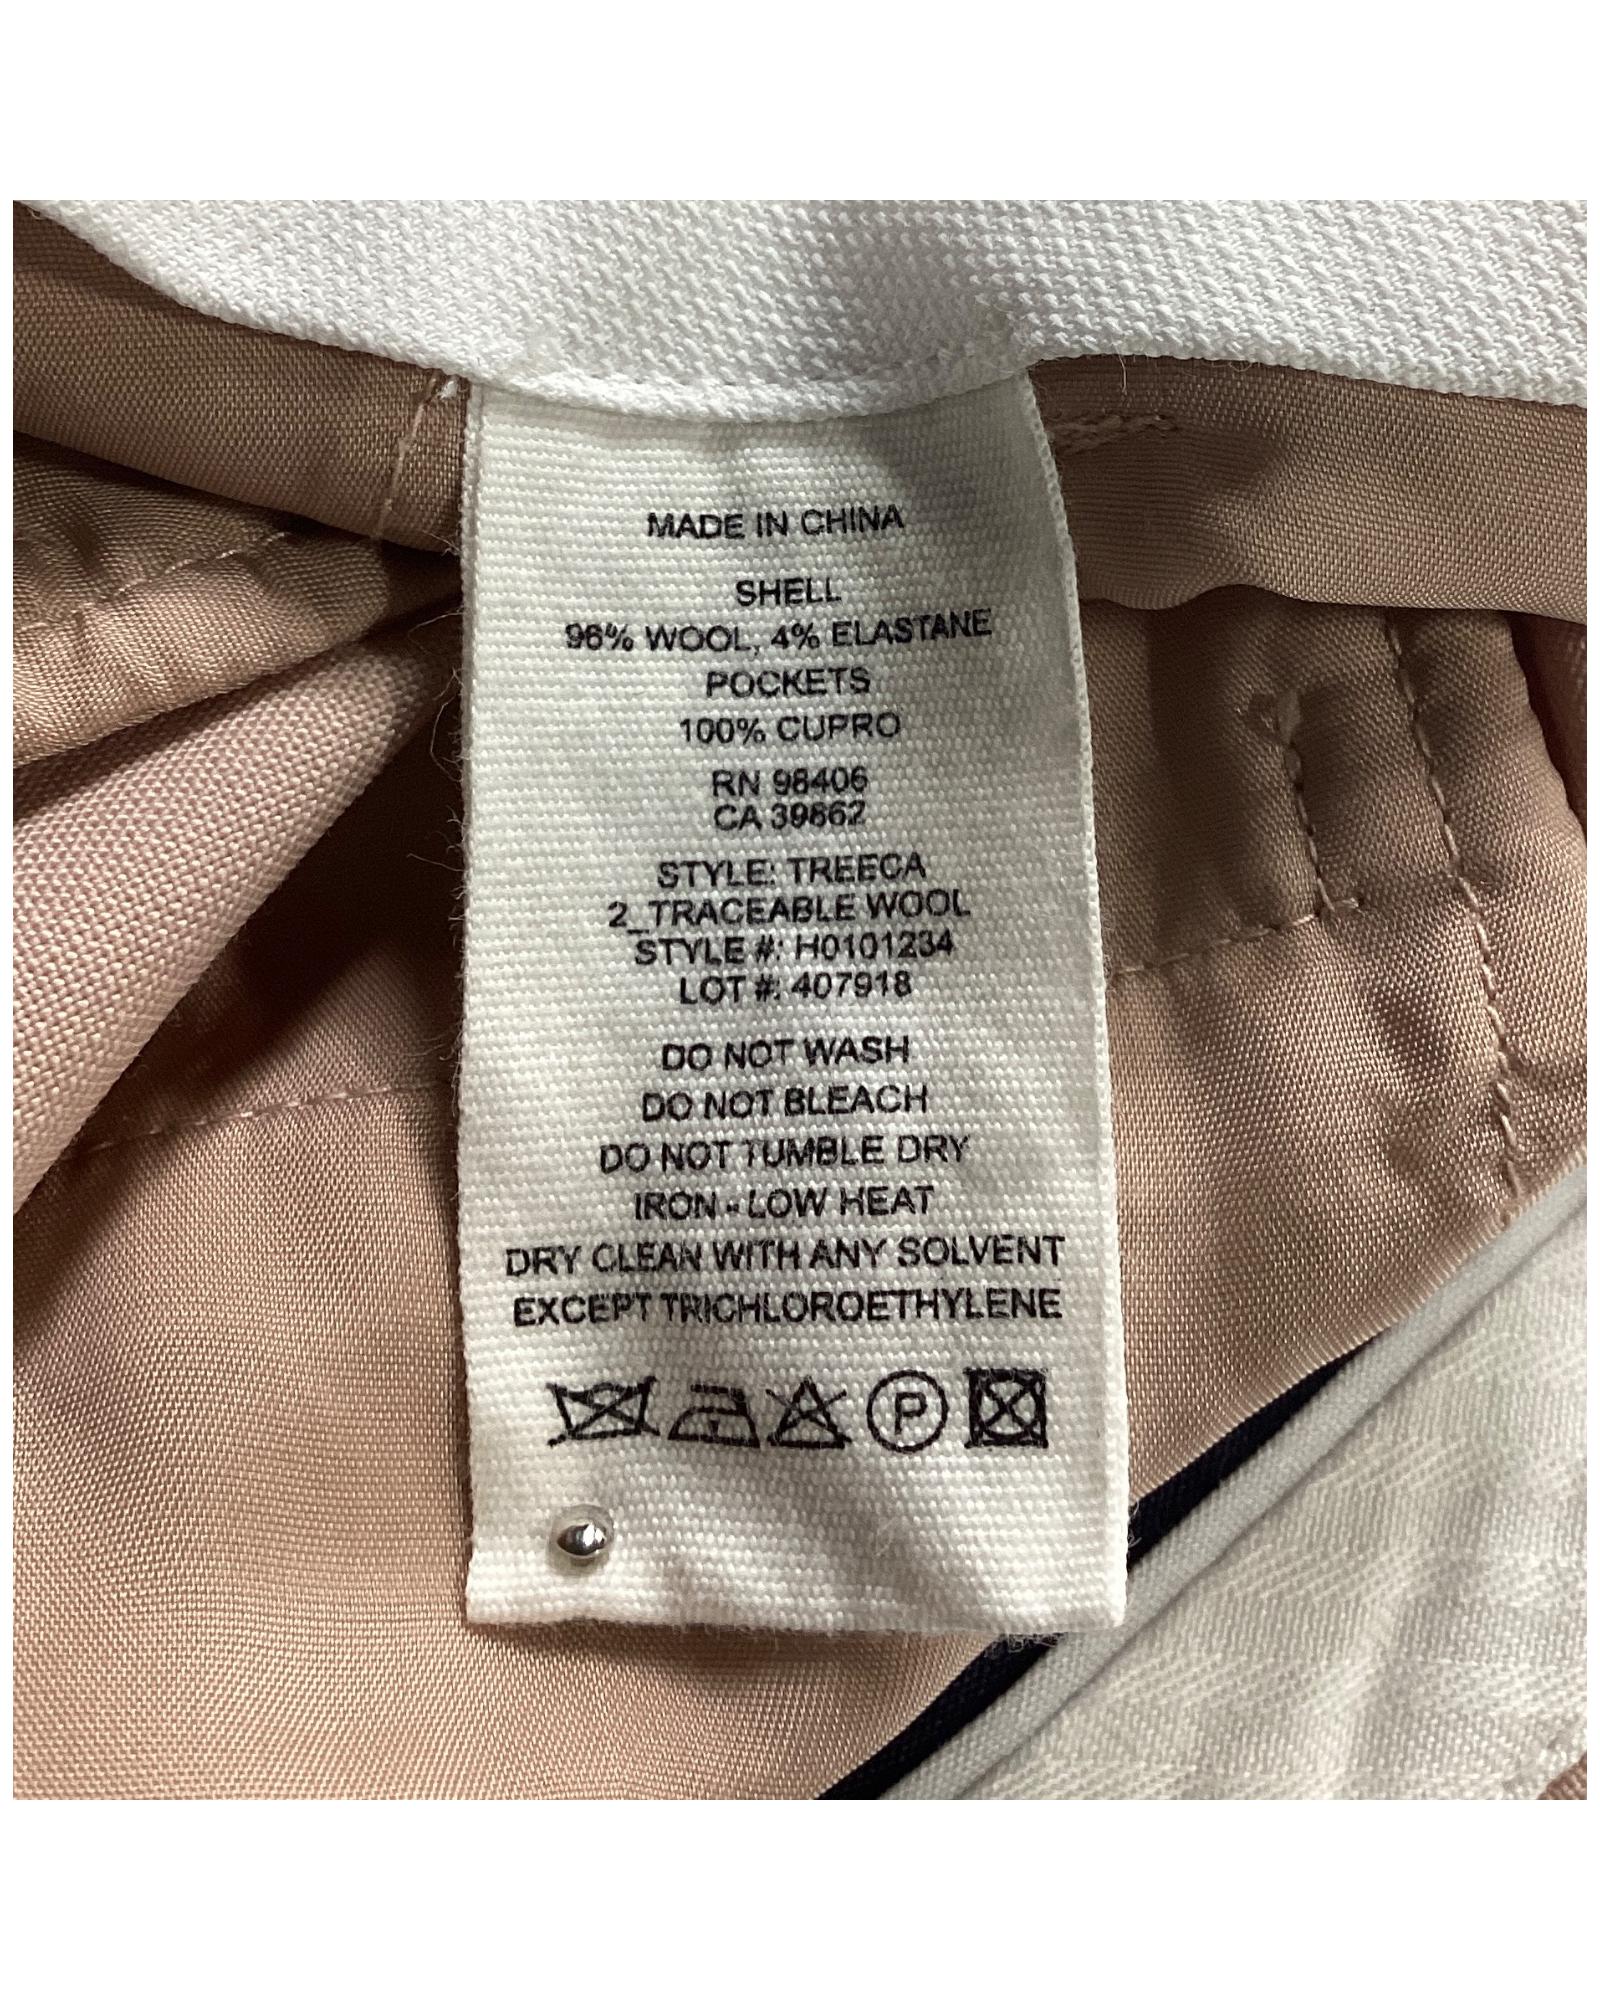 MADE IN CHINA
SHELL
96% WOOL, 4% ELASTANE
POCKETS
100% CUPRO
RN 98406
CA 39862
STYLE: TREECA
2_TRACEABLE WOOL
STYLE #: H0101234
LOT #: 407918
DO NOT WASH
DO NOT BLEACH
DO NOT TUMBLE DRY
IRON - LOW HEAT
DRY CLEAN WITH ANY SOLVENT
EXCEPT TRICHLOROETHYLENE
P